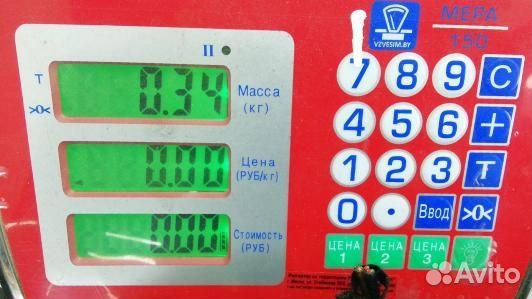 II
T
>0<
0.34
Масса
(КГ)
0.00
Цена
(РУБ/кг)
0.00
Стоимость
(РУБ)
VZVESIM.BY
МЕРА
150
7 8 9 C
4 5 6 +
1 2 3 T
0 • Ввод >0<
ЦЕНА 1
ЦЕНА 2
ЦЕНА 3
Avito